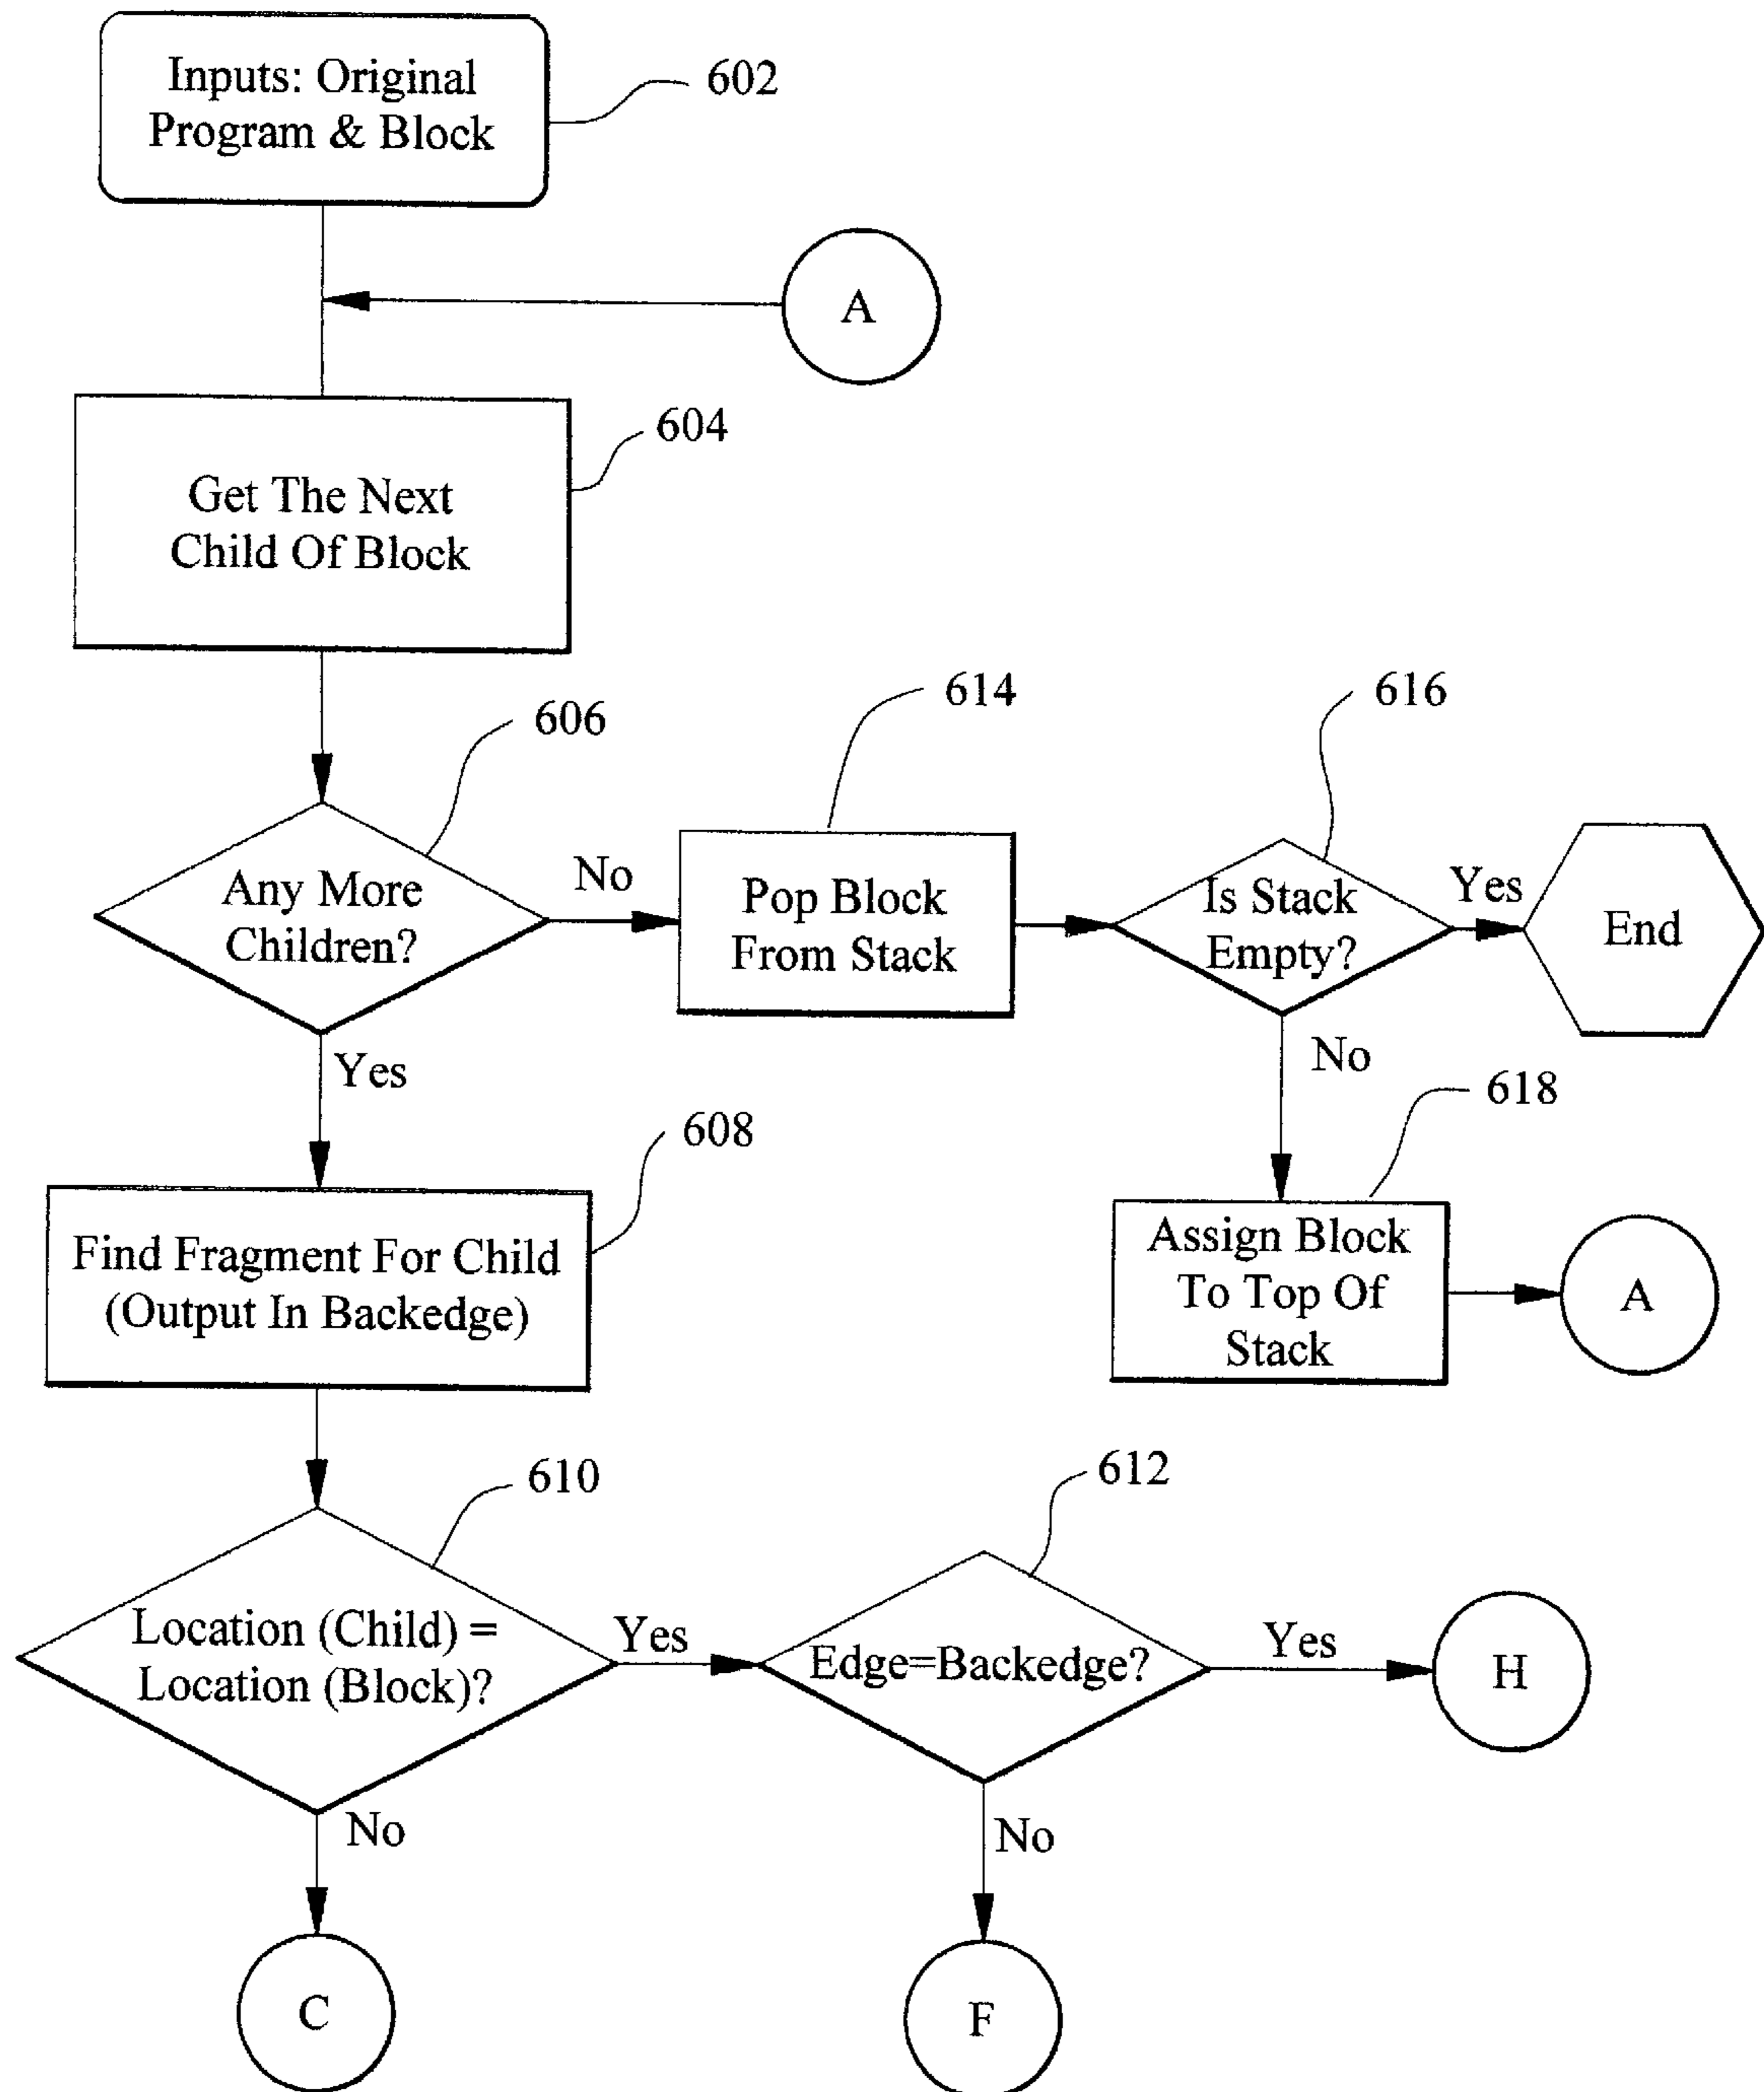 Inputs: Original
Program & Block
602
A
604
Get The Next
Child Of Block
606
614
616
Any More
Children?
No
Pop Block
From Stack
Is Stack
Empty?
Yes
End
Yes
No
608
618
Find Fragment For Child
(Output In Backedge)
Assign Block
To Top Of
Stack
A
610
612
Location (Child) =
Location (Block)?
Yes
Edge=Backedge?
Yes
H
No
No
C
F